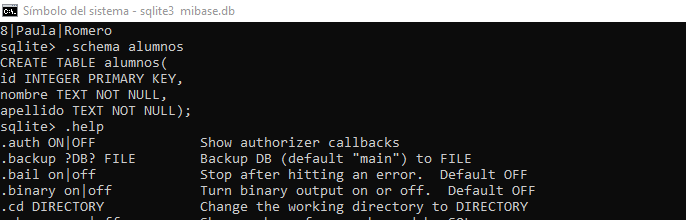 Símbolo del sistema - sqlite3 mibase.db
8|Paula|Romero
sqlite> .schema alumnos
CREATE TABLE alumnos(
id INTEGER PRIMARY KEY,
nombre TEXT NOT NULL,
apellido TEXT NOT NULL);
sqlite> .help
.auth ON|OFF Show authorizer callbacks
.backup ?DB? FILE Backup DB (default "main") to FILE
.bail on|off Stop after hitting an error. Default OFF
.binary on|off Turn binary output on or off. Default OFF
.cd DIRECTORY Change the working directory to DIRECTORY